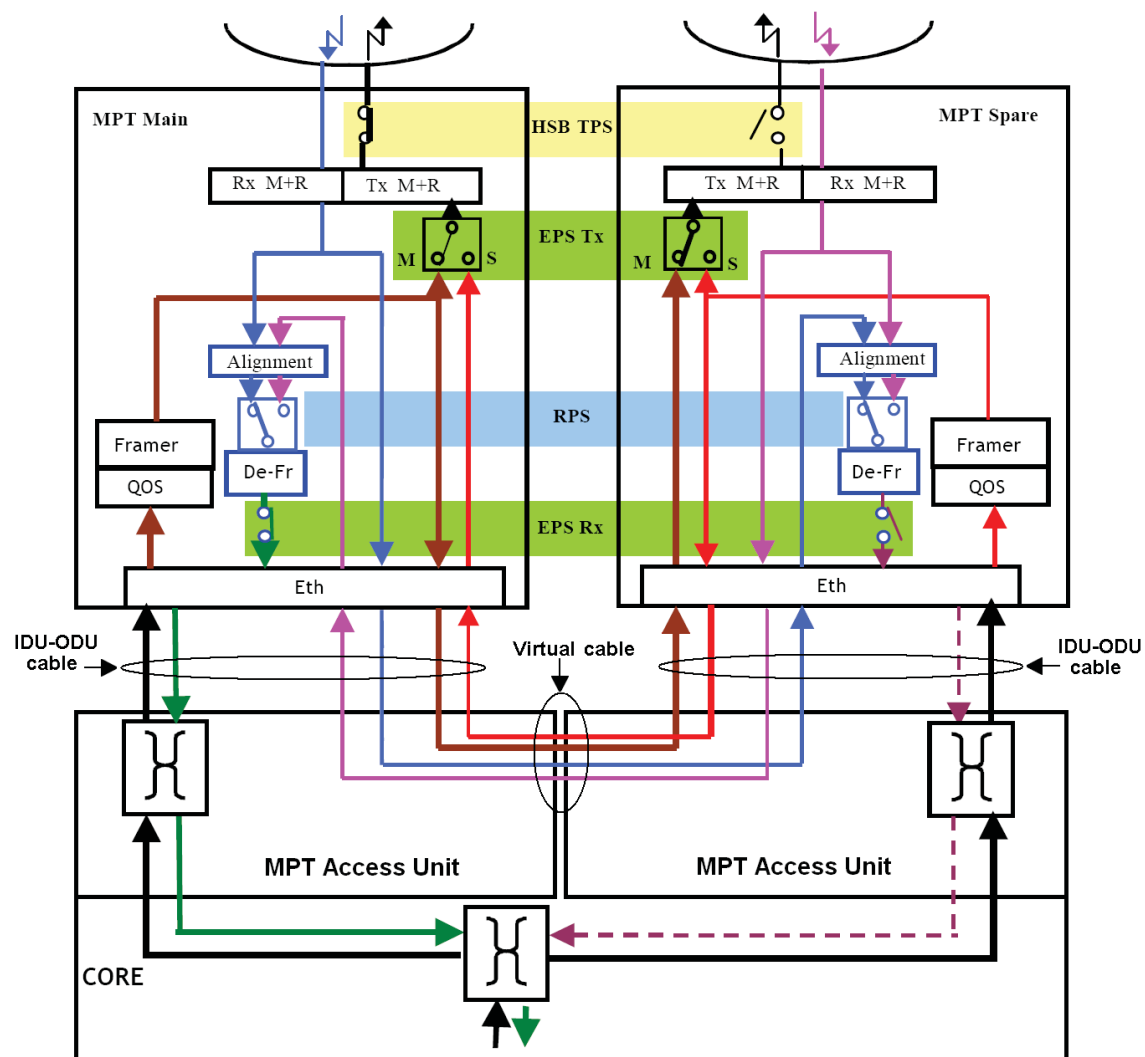 MPT Main
HSB TPS
MPT Spare
Rx M+R
Tx M+R
Tx M+R
Rx M+R
EPS Tx
M
S
M
S
Alignment
Alignment
RPS
Framer
QOS
De-Fr
De-Fr
Framer
QOS
EPS Rx
Eth
Eth
IDU-ODU
cable
Virtual cable
IDU-ODU
cable
MPT Access Unit
MPT Access Unit
CORE